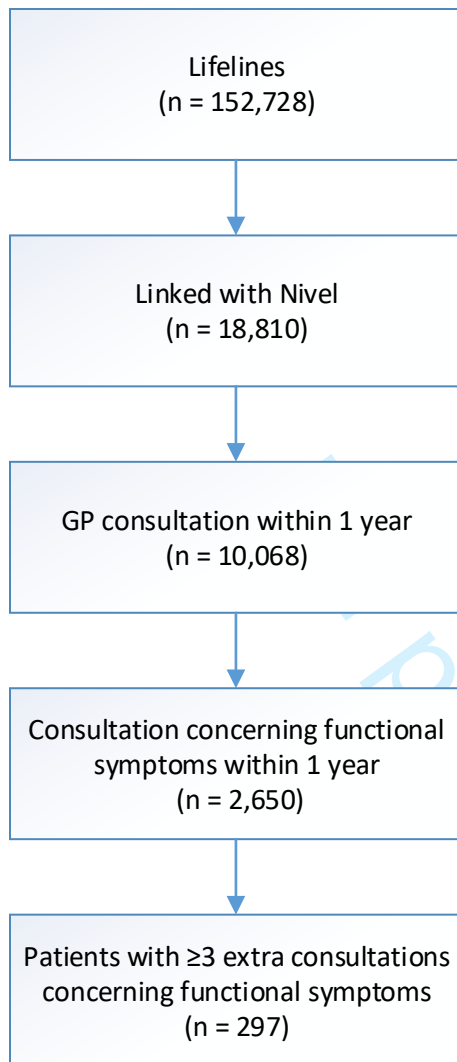 Lifelines
(n = 152,728)
Linked with Nivel
(n = 18,810)
GP consultation within 1 year
(n = 10,068)
Consultation concerning functional
symptoms within 1 year
(n = 2,650)
Patients with ≥3 extra consultations
concerning functional symptoms
(n = 297)